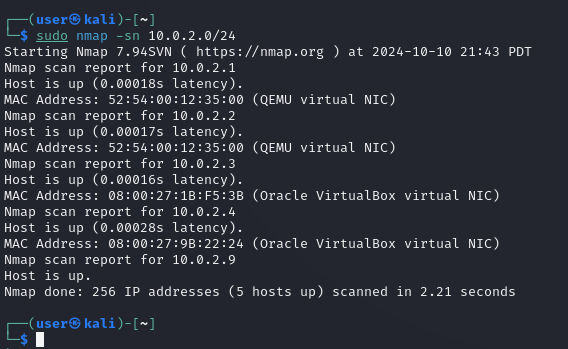 ┌──(user㉿kali)-[~]
└─$ sudo nmap -sn 10.0.2.0/24
Starting Nmap 7.94SVN ( https://nmap.org ) at 2024-10-10 21:43 PDT
Nmap scan report for 10.0.2.1
Host is up (0.00018s latency).
MAC Address: 52:54:00:12:35:00 (QEMU virtual NIC)
Nmap scan report for 10.0.2.2
Host is up (0.00017s latency).
MAC Address: 52:54:00:12:35:00 (QEMU virtual NIC)
Nmap scan report for 10.0.2.3
Host is up (0.00016s latency).
MAC Address: 08:00:27:1B:F5:3B (Oracle VirtualBox virtual NIC)
Nmap scan report for 10.0.2.4
Host is up (0.00028s latency).
MAC Address: 08:00:27:9B:22:24 (Oracle VirtualBox virtual NIC)
Nmap scan report for 10.0.2.9
Host is up.
Nmap done: 256 IP addresses (5 hosts up) scanned in 2.21 seconds
┌──(user㉿kali)-[~]
└─$